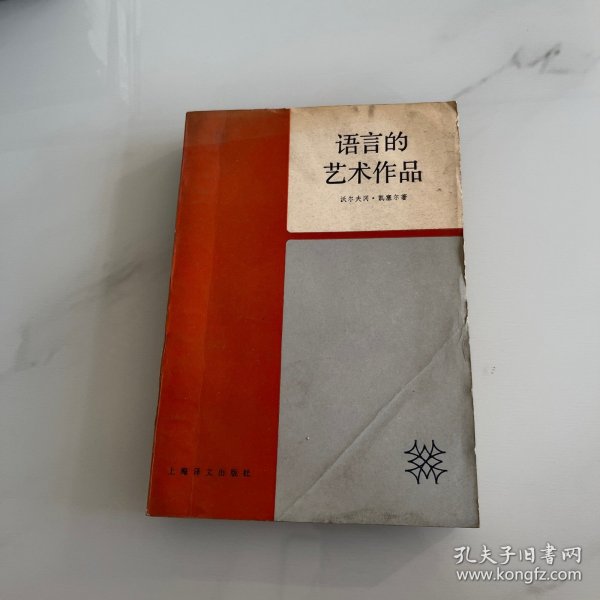 语言的
艺术作品
沃尔夫冈·凯塞尔著
上海译文出版社
孔夫子旧书网
www.kongfz.com